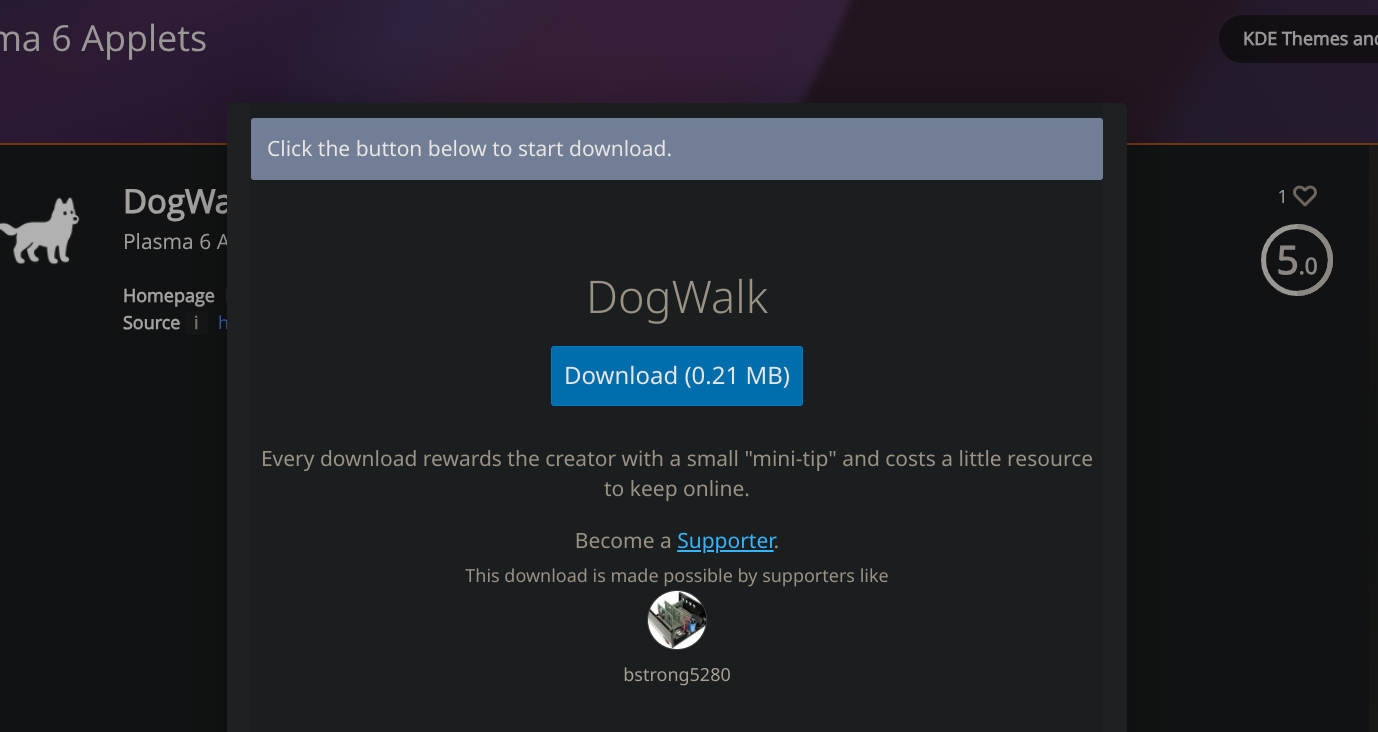 ma 6 Applets
KDE Themes and
Click the button below to start download.
DogWa
Plasma 6 A
Homepage
Source i h
1
5.0
DogWalk
Download (0.21 MB)
Every download rewards the creator with a small "mini-tip" and costs a little resource
to keep online.
Become a Supporter.
This download is made possible by supporters like
bstrong5280